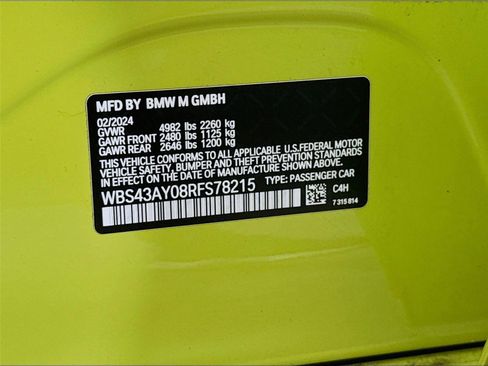 MFD BY BMW M GMBH
02/2024
GVWR 4982 lbs 2260 kg
GAWR FRONT 2480 lbs 1125 kg
GAWR REAR 2646 lbs 1200 kg
THIS VEHICLE CONFORMS TO ALL APPLICABLE U.S.FEDERAL MOTOR
VEHICLE SAFETY, BUMPER, AND THEFT PREVENTION STANDARDS
IN EFFECT ON THE DATE OF MANUFACTURE SHOWN ABOVE.
WBS43AY08RFS78215 TYPE: PASSENGER CAR
C4H
7 315 814